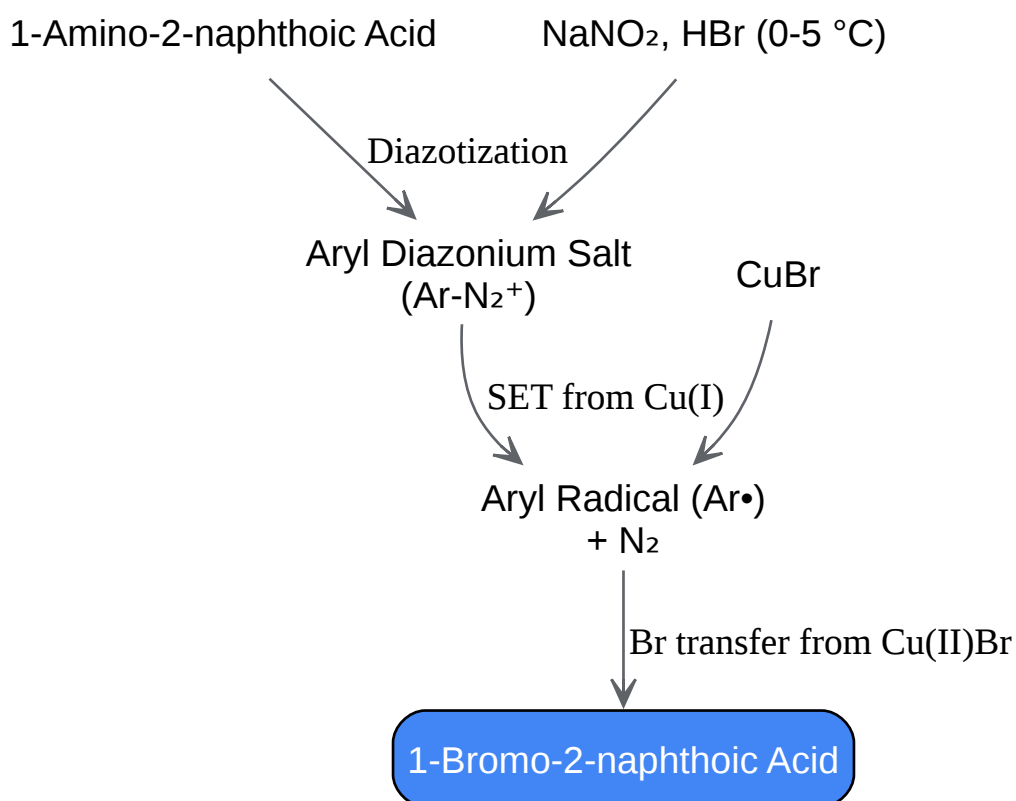 1-Amino-2-naphthoic Acid
NaNO₂, HBr (0-5 °C)
Diazotization
Aryl Diazonium Salt
(Ar-N₂⁺)
CuBr
SET from Cu(I)
Aryl Radical (Ar•)
+ N₂
Br transfer from Cu(II)Br
1-Bromo-2-naphthoic Acid